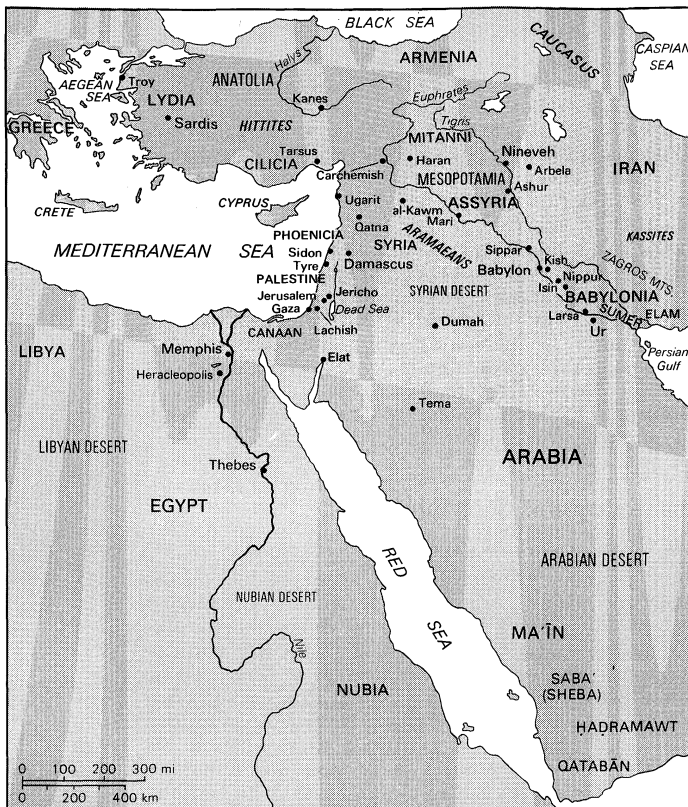 BLACK SEA
CAUCASUS
CASPIAN
SEA
ARMENIA
Halys
ANATOLIA
AEGEAN
SEA
Troy
LYDIA
Kanes
Euphrates
Tigris
GREECE
Sardis
HITTITES
MITANNI
Tarsus
CILICIA
Haran
Nineveh
Arbela
IRAN
Carchemish
MESOPOTAMIA
Ashur
CRETE
CYPRUS
Ugarit
al-Kawm
ASSYRIA
Mari
Qatna
PHOENICIA
SYRIA
ARAMAEANS
KASSITES
MEDITERRANEAN SEA
Sidon
Tyre
Damascus
Sippar
Kish
ZAGROS MTS.
PALESTINE
Babylon
Nippur
Isin
BABYLONIA
Jerusalem
Jericho
SYRIAN DESERT
Gaza
Dead Sea
Larsa
SUMER
ELAM
CANAAN
Lachish
Dumah
Ur
LIBYA
Memphis
Elat
Persian
Gulf
Heracleopolis
Tema
LIBYAN DESERT
Thebes
ARABIA
EGYPT
RED
SEA
ARABIAN DESERT
NUBIAN DESERT
MAʿĪN
Nile
SABAʾ
(SHEBA)
NUBIA
ḤAḌRAMAWT
QATABĀN
0 100 200 300 mi
0 200 400 km